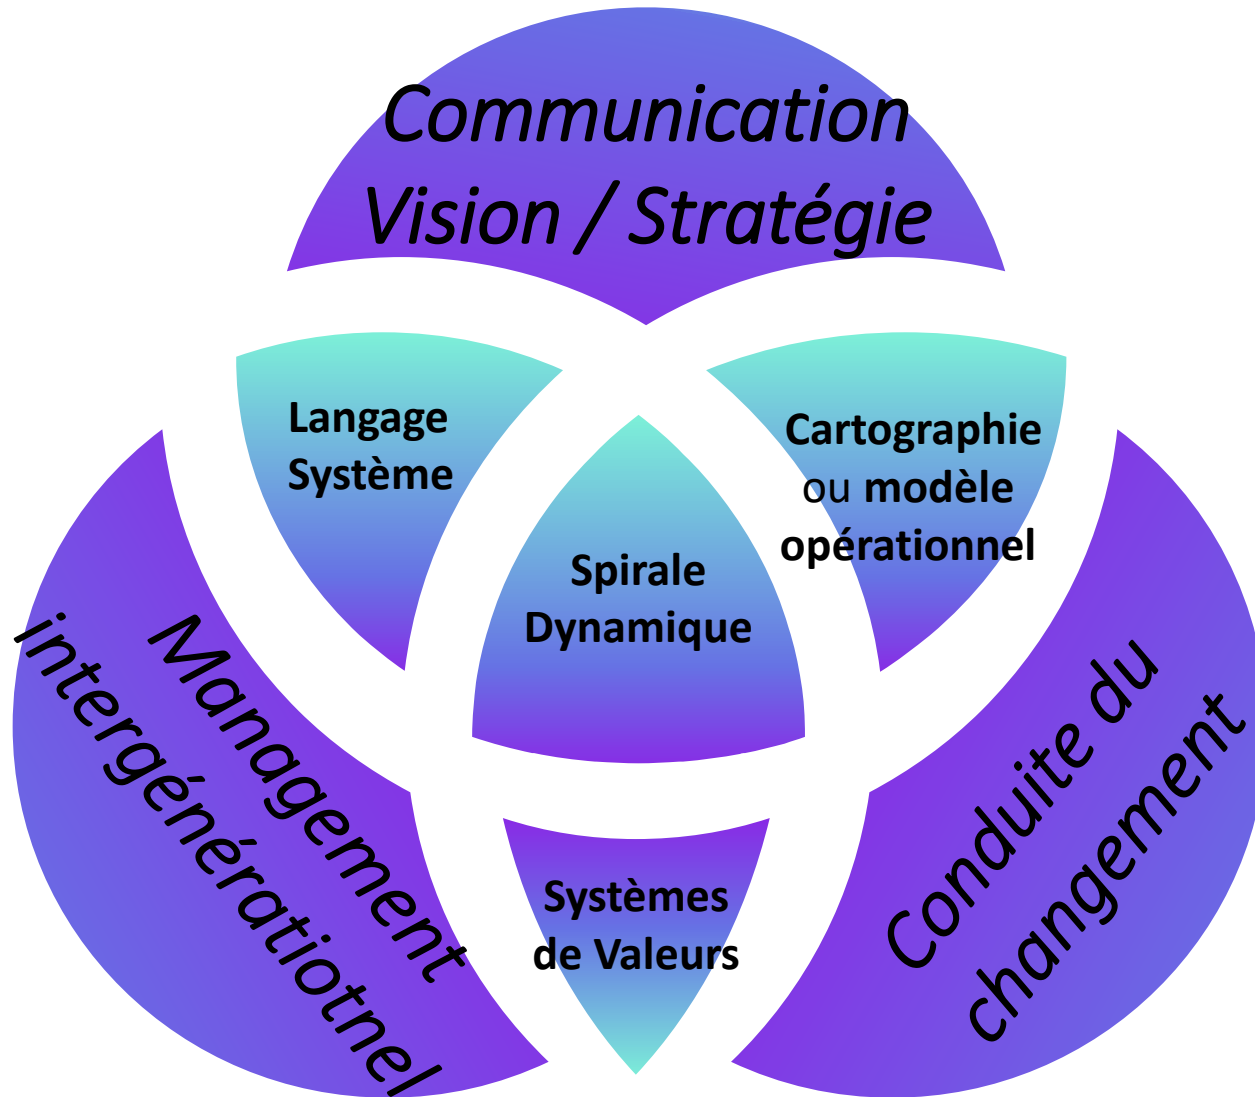 Communication
Vision / Stratégie
Langage
Système
Cartographie
ou modèle
opérationnel
Spirale
Dynamique
Management
intergénératiotnel
Conduite du
changement
Systèmes
de Valeurs